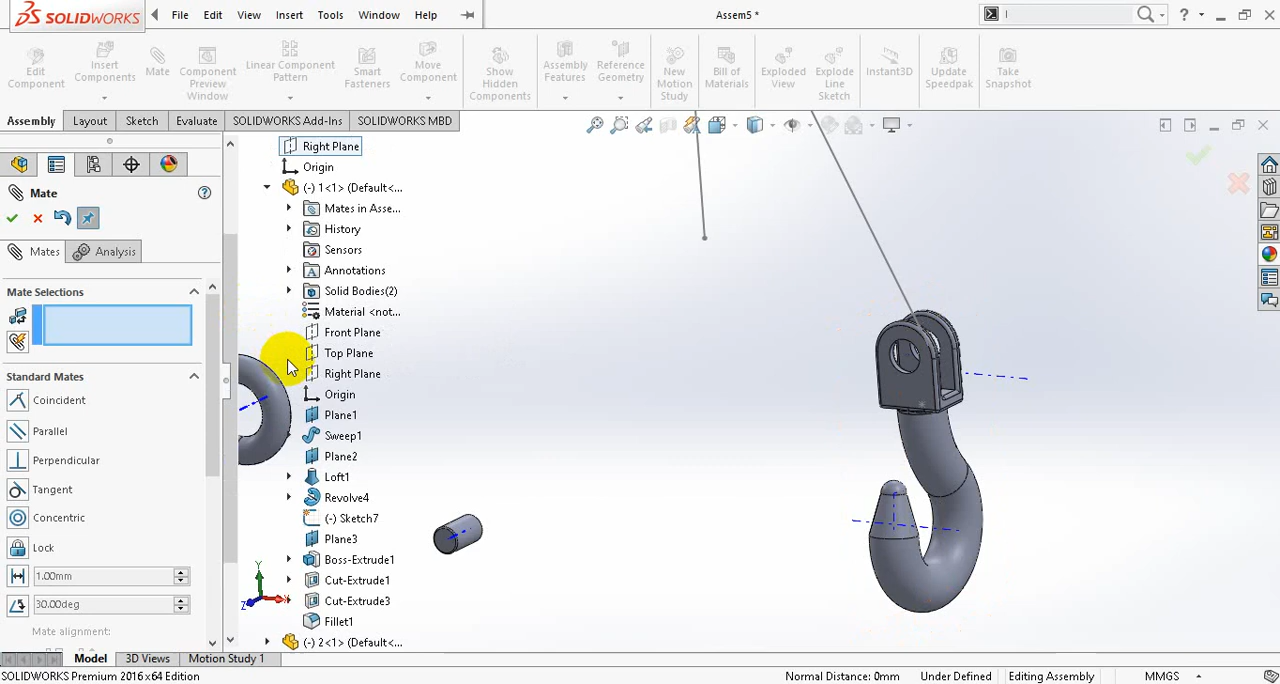 SOLIDWORKS File Edit View Insert Tools Window Help Assem5 * I ?
Edit Component
Insert Components
Mate
Component Preview Window
Linear Component Pattern
Smart Fasteners
Move Component
Show Hidden Components
Assembly Features
Reference Geometry
New Motion Study
Bill of Materials
Exploded View
Explode Line Sketch
Instant3D
Update Speedpak
Take Snapshot
Assembly Layout Sketch Evaluate SOLIDWORKS Add-Ins SOLIDWORKS MBD
Mate ?
Mates Analysis
Mate Selections
Standard Mates
Coincident
Parallel
Perpendicular
Tangent
Concentric
Lock
1.00mm
30.00deg
Mate alignment:
Right Plane
Origin
(-) 1<1> (Default<...
Mates in Asse...
History
Sensors
Annotations
Solid Bodies(2)
Material <not...
Front Plane
Top Plane
Right Plane
Origin
Plane1
Sweep1
Plane2
Loft1
Revolve4
(-) Sketch7
Plane3
Boss-Extrude1
Cut-Extrude1
Cut-Extrude3
Fillet1
(-) 2<1> (Default<...
Y
Z
Model 3D Views Motion Study 1
SOLIDWORKS Premium 2016 x64 Edition Normal Distance: 0mm Under Defined Editing Assembly MMGS